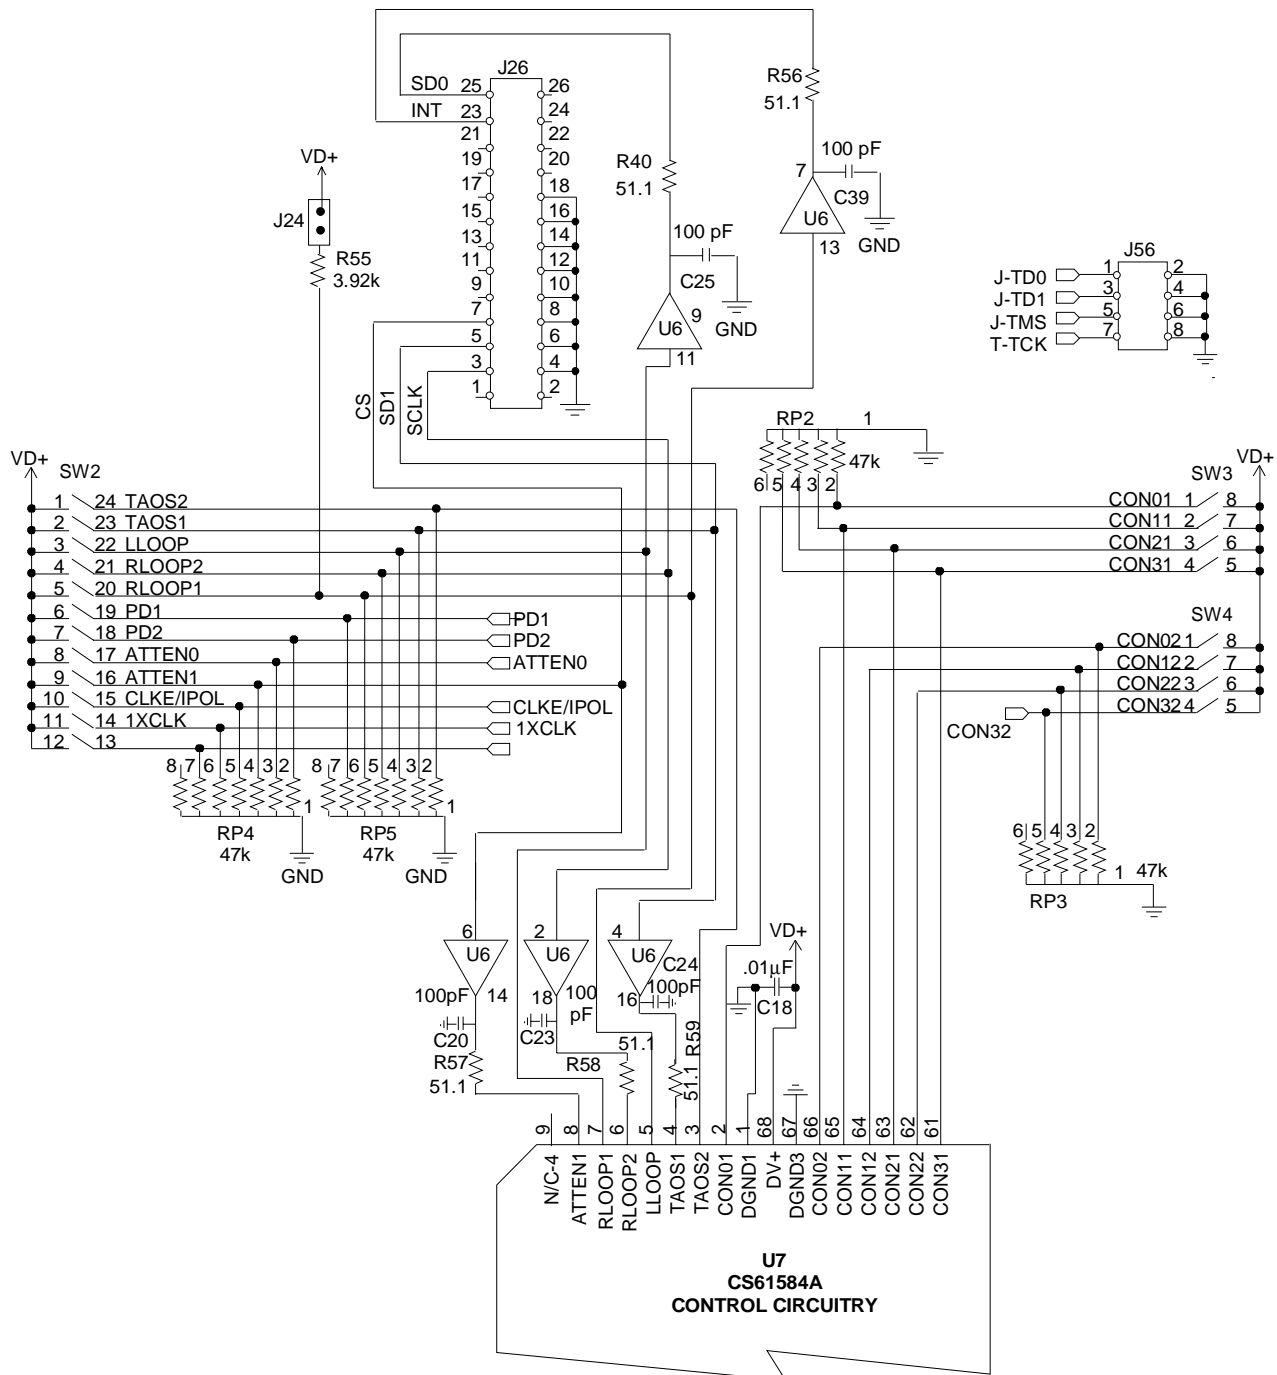 J26
SD0 25 26
INT 23 24
21 22
19 20
17 18
15 16
13 14
11 12
9 10
7 8
5 6
3 4
1 2
CS
SD1
SCLK
VD+
J24
R55
3.92k
R40
51.1
100 pF
C25
U6 9
GND
11
R56
51.1
100 pF
7
C39
U6
GND
13
J56
J-TD0 1 2
J-TD1 3 4
J-TMS 5 6
T-TCK 7 8
VD+
SW2
1 24 TAOS2
2 23 TAOS1
3 22 LLOOP
4 21 RLOOP2
5 20 RLOOP1
6 19 PD1
7 18 PD2
8 17 ATTEN0
9 16 ATTEN1
10 15 CLKE/IPOL
11 14 1XCLK
12 13
PD1
PD2
ATTEN0
CLKE/IPOL
1XCLK
8 7 6 5 4 3 2
1
RP4
47k
GND
8 7 6 5 4 3 2
1
RP5
47k
GND
RP2 1
47k
6 5 4 3 2
VD+
SW3
CON01 1 8
CON11 2 7
CON21 3 6
CON31 4 5
SW4
CON02 1 8
CON12 2 7
CON22 3 6
CON32 4 5
CON32
6 5 4 3 2
1 47k
RP3
6
U6
100pF 14
C20
R57
51.1
2
U6
18 100
pF
C23
R58
51.1
4
U6
C24
100pF
16
R59
51.1
VD+
.01µF
C18
9 8 7 6 5 4 3 2 1 68 67 66 65 64 63 62 61
N/C-4
ATTEN1
RLOOP1
RLOOP2
LLOOP
TAOS1
TAOS2
CON01
DGND1
DV+
DGND3
CON02
CON11
CON12
CON21
CON22
CON31
U7
CS61584A
CONTROL CIRCUITRY